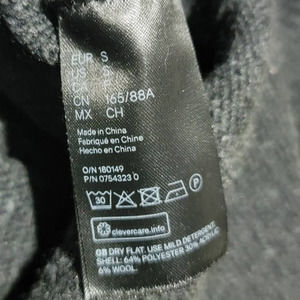 EUR S
US S
CA
CN 165/88A
MX CH
Made in China
Fabriqué en Chine
Hecho en China
O/N 180149
P/N 0754323 0
30
P
clevercare.info
GB DRY FLAT. USE MILD DETERGENT.
SHELL: 64% POLYESTER 30% ACRYLIC
6% WOOL.